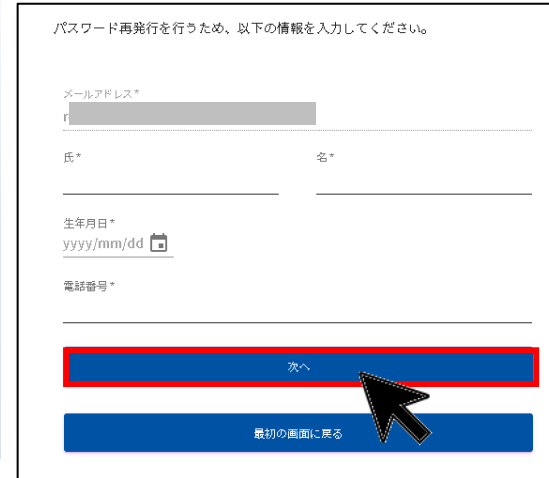 パスワード再発行を行うため、以下の情報を入力してください。
メールアドレス*
r
氏*
名*
生年月日*
yyyy/mm/dd
電話番号*
次へ
最初の画面に戻る